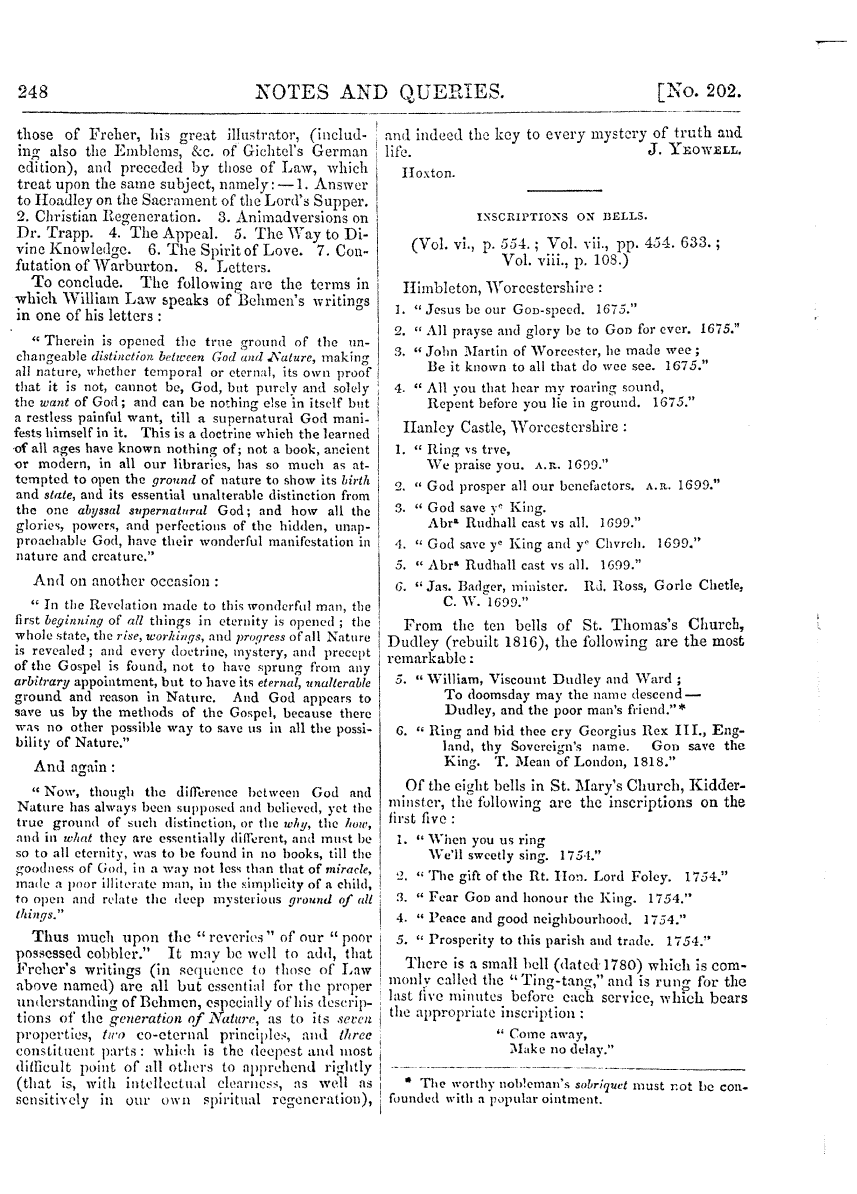 248 NOTES AND QUERIES. [No. 202.
those of Freher, his great illustrator, (includ-
ing also the Emblems, &c. of Gichtel's German
edition), and preceded by those of Law, which
treat upon the same subject, namely: — 1. Answer
to Hoadley on the Sacrament of the Lord's Supper.
2. Christian Regeneration. 3. Animadversions on
Dr. Trapp. 4. The Appeal. 5. The Way to Di-
vine Knowledge. 6. The Spirit of Love. 7. Con-
futation of Warburton. 8. Letters.
To conclude. The following are the terms in
which William Law speaks of Behmen's writings
in one of his letters :
" Therein is opened the true ground of the un-
changeable distinction between God and Nature, making
all nature, whether temporal or eternal, its own proof
that it is not, cannot be, God, but purely and solely
the want of God; and can be nothing else in itself but
a restless painful want, till a supernatural God mani-
fests himself in it. This is a doctrine which the learned
of all ages have known nothing of; not a book, ancient
or modern, in all our libraries, has so much as at-
tempted to open the ground of nature to show its birth
and state, and its essential unalterable distinction from
the one abyssal supernatural God; and how all the
glories, powers, and perfections of the hidden, unap-
proachable God, have their wonderful manifestation in
nature and creature."
And on another occasion :
" In the Revelation made to this wonderful man, the
first beginning of all things in eternity is opened ; the
whole state, the rise, workings, and progress of all Nature
is revealed ; and every doctrine, mystery, and precept
of the Gospel is found, not to have sprung from any
arbitrary appointment, but to have its eternal, unalterable
ground and reason in Nature. And God appears to
save us by the methods of the Gospel, because there
was no other possible way to save us in all the possi-
bility of Nature."
And again :
" Now, though the difference between God and
Nature has always been supposed and believed, yet the
true ground of such distinction, or the why, the how,
and in what they are essentially different, and must be
so to all eternity, was to be found in no books, till the
goodness of God, in a way not less than that of miracle,
made a poor illiterate man, in the simplicity of a child,
to open and relate the deep mysterious ground of all
things."
Thus much upon the "reveries" of our "poor
possessed cobbler." It may be well to add, that
Freher's writings (in sequence to those of Law
above named) are all but essential for the proper
understanding of Behmen, especially of his descrip-
tions of the generation of Nature, as to its seven
properties, two co-eternal principles, and three
constituent parts: which is the deepest and most
difficult point of all others to apprehend rightly
(that is, with intellectual clearness, as well as
sensitively in our own spiritual regeneration),
and indeed the key to every mystery of truth and
life. J. YEOWELL.
Hoxton.
INSCRIPTIONS ON BELLS.
(Vol. vi., p. 554. ; Vol. vii., pp. 454. 633. ;
Vol. viii., p. 108.)
Himbleton, Worcestershire :
1. " Jesus be our GOD-speed. 1675."
2. " All prayse and glory be to GOD for ever. 1675."
3. " John Martin of Worcester, he made wee ;
Be it known to all that do wee see. 1675."
4. " All you that hear my roaring sound,
Repent before you lie in ground. 1675."
Hanley Castle, Worcestershire :
1. " Ring vs trve,
We praise you. A.R. 1699."
2. " God prosper all our benefactors. A.R. 1699."
3. " God save yᵉ King.
Abrᵃ Rudhall cast vs all. 1699."
4. " God save yᵉ King and yᵉ Chvrch. 1699."
5. " Abrᵃ Rudhall cast vs all. 1699."
6. " Jas. Badger, minister. Rd. Ross, Gorle Chetle,
C. W. 1699."
From the ten bells of St. Thomas's Church,
Dudley (rebuilt 1816), the following are the most
remarkable :
5. " William, Viscount Dudley and Ward ;
To doomsday may the name descend —
Dudley, and the poor man's friend."*
6. " Ring and bid thee cry Georgius Rex III., Eng-
land, thy Sovereign's name. GOD save the
King. T. Mean of London, 1818."
Of the eight bells in St. Mary's Church, Kidder-
minster, the following are the inscriptions on the
first five :
1. " When you us ring
We'll sweetly sing. 1754."
2. " The gift of the Rt. Hon. Lord Foley. 1754."
3. " Fear GOD and honour the King. 1754."
4. " Peace and good neighbourhood. 1754."
5. " Prosperity to this parish and trade. 1754."
There is a small bell (dated 1780) which is com-
monly called the "Ting-tang," and is rung for the
last five minutes before each service, which bears
the appropriate inscription :
" Come away,
Make no delay."
* The worthy nobleman's sobriquet must not be con-
founded with a popular ointment.